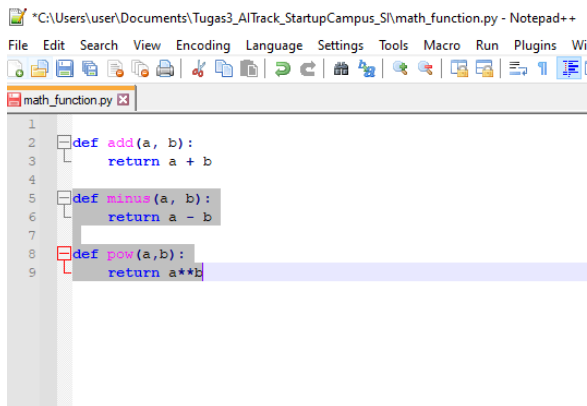 *C:\Users\user\Documents\Tugas3_AITrack_StartupCampus_SI\math_function.py - Notepad++
File Edit Search View Encoding Language Settings Tools Macro Run Plugins Wi
math_function.py
1
2 def add(a, b):
3 return a + b
4
5 def minus(a, b):
6 return a - b
7
8 def pow(a,b):
9 return a**b